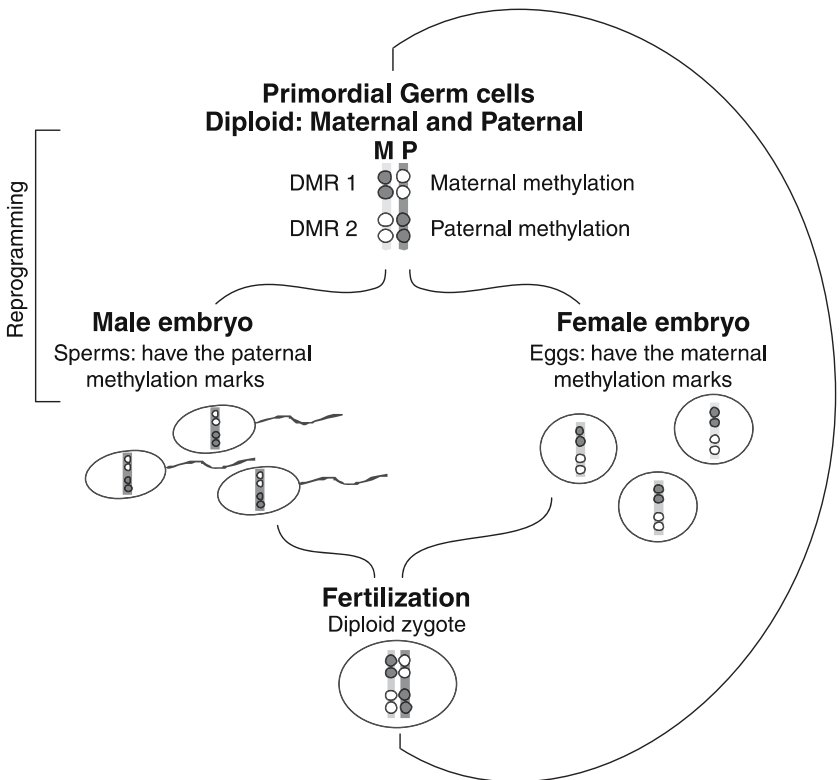 Primordial Germ cells
Diploid: Maternal and Paternal
M P
DMR 1 Maternal methylation
DMR 2 Paternal methylation
Reprogramming
Male embryo
Sperms: have the paternal
methylation marks
Female embryo
Eggs: have the maternal
methylation marks
Fertilization
Diploid zygote